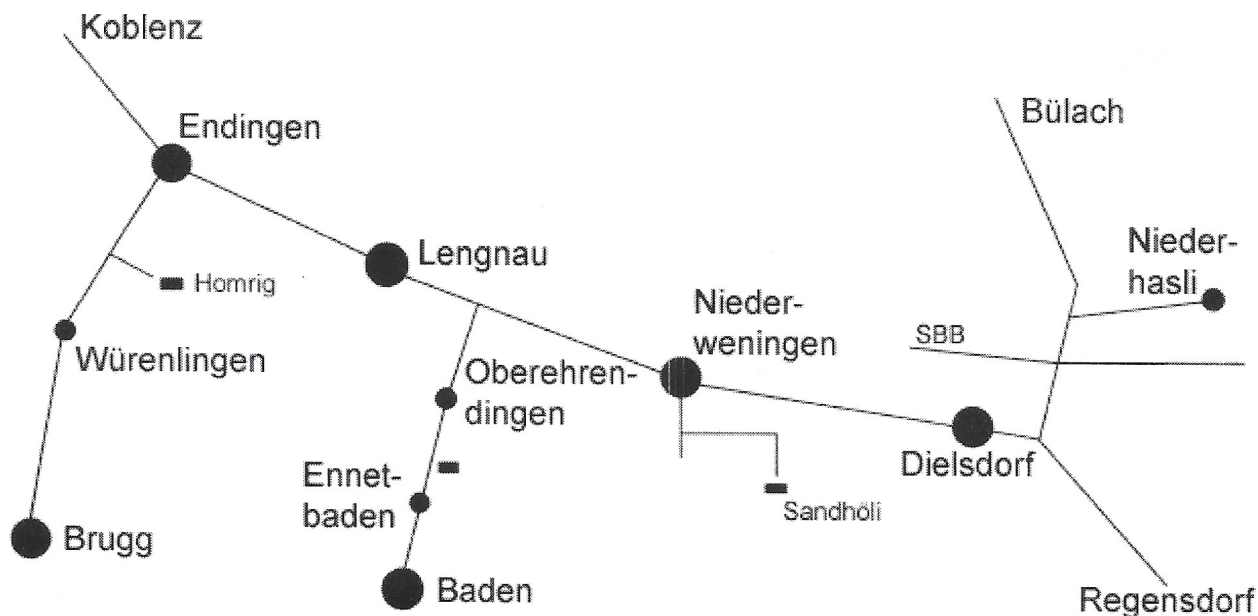 Koblenz
Endingen
Bülach
Lengnau
Nieder-
hasli
Homrig
Nieder-
weningen
SBB
Würenlingen
Oberehren-
dingen
Dielsdorf
Ennet-
baden
Sandhöli
Brugg
Baden
Regensdorf